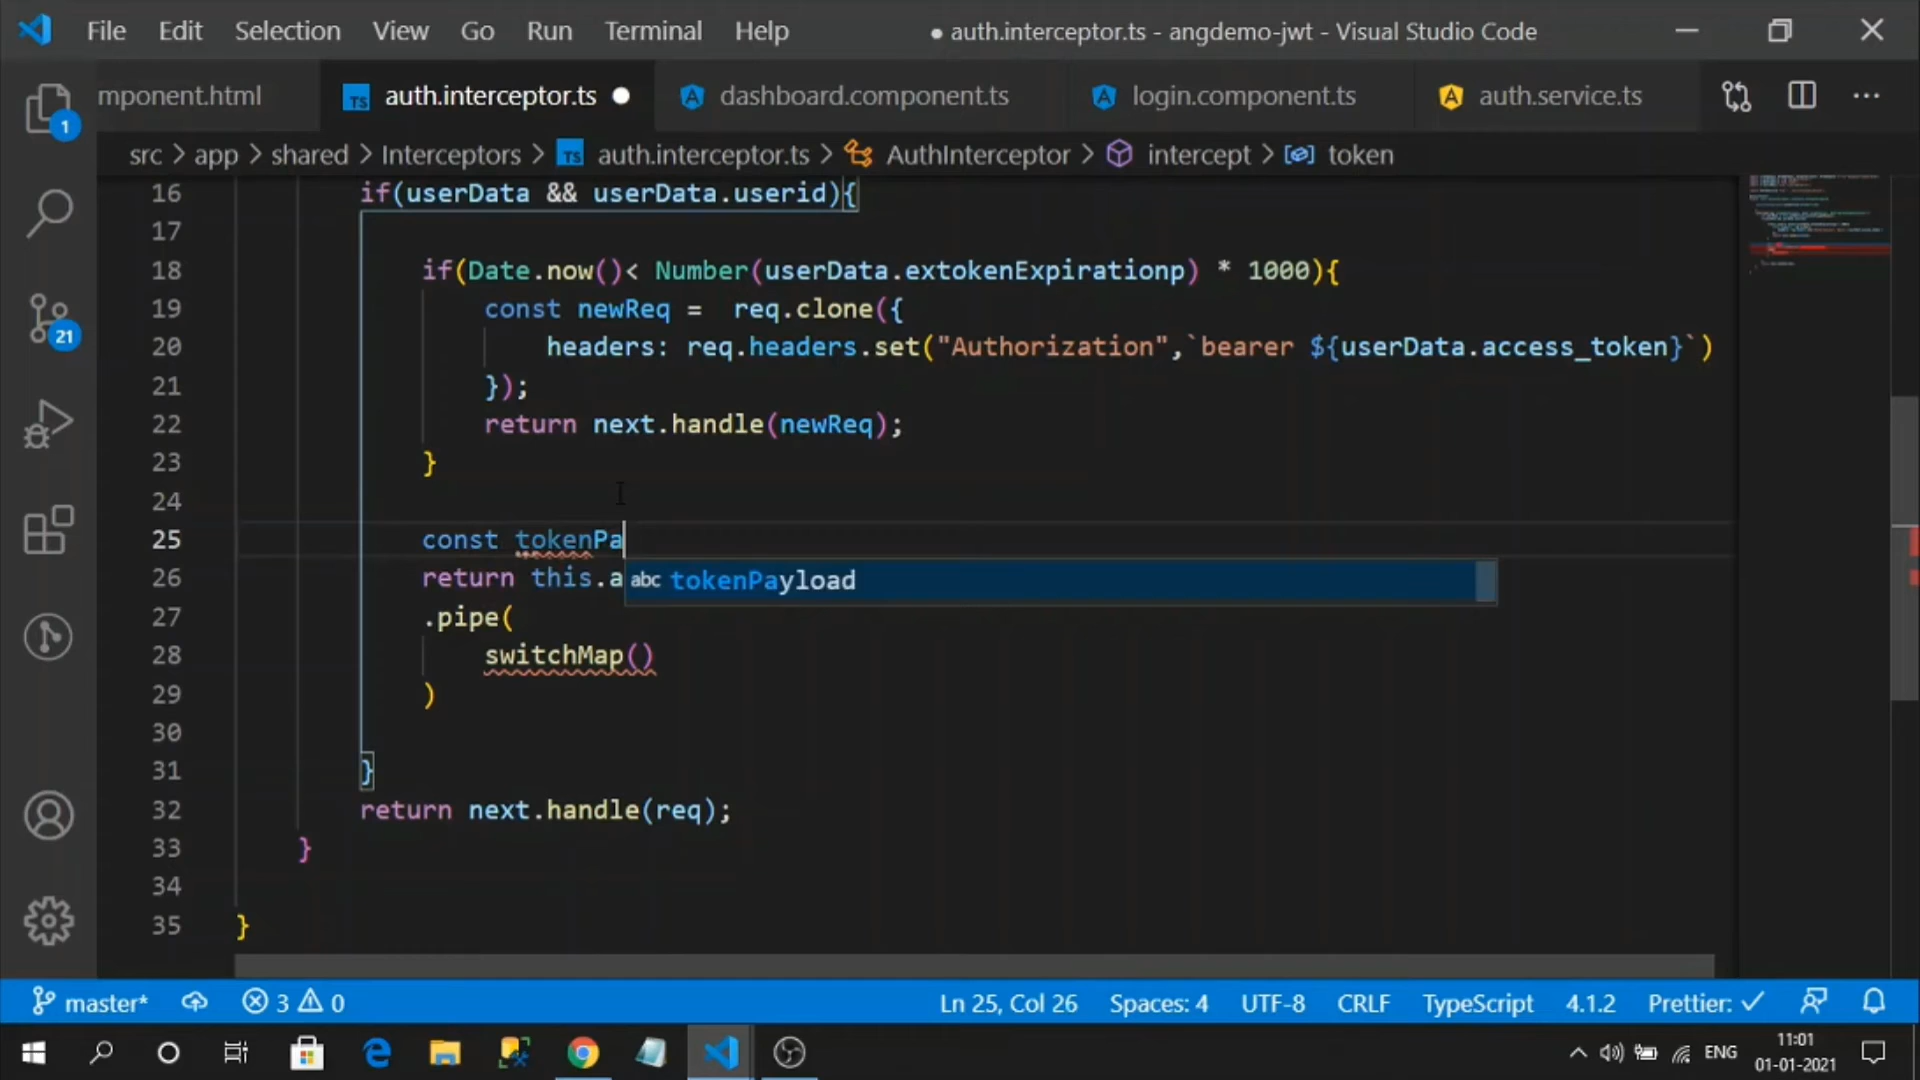 File Edit Selection View Go Run Terminal Help ● auth.interceptor.ts - angdemo-jwt - Visual Studio Code
mponent.html TS auth.interceptor.ts ● dashboard.component.ts login.component.ts auth.service.ts ...
src > app > shared > Interceptors > TS auth.interceptor.ts > AuthInterceptor > intercept > token
1
21
16 if(userData && userData.userid){
17
18 if(Date.now()< Number(userData.extokenExpirationp) * 1000){
19 const newReq =  req.clone({
20 headers: req.headers.set("Authorization",`bearer ${userData.access_token}`)
21 });
22 return next.handle(newReq);
23 }
24
25 const tokenPa
26 return this.a abc tokenPayload
27 .pipe(
28 switchMap()
29 )
30
31 }
32 return next.handle(req);
33 }
34
35 }
master* 3 0 Ln 25, Col 26 Spaces: 4 UTF-8 CRLF TypeScript 4.1.2 Prettier: ✓
ENG 11:01
01-01-2021